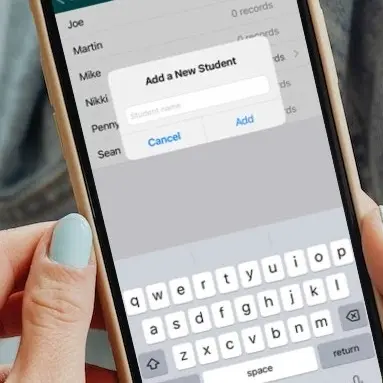 Joe 0 records
Martin 0 records
Mike rds
Nikki rds
Penny rds
Sean
Add a New Student
Student name
Cancel Add
q w e r t y u i o p
a s d f g h j k l
z x c v b n m
space return